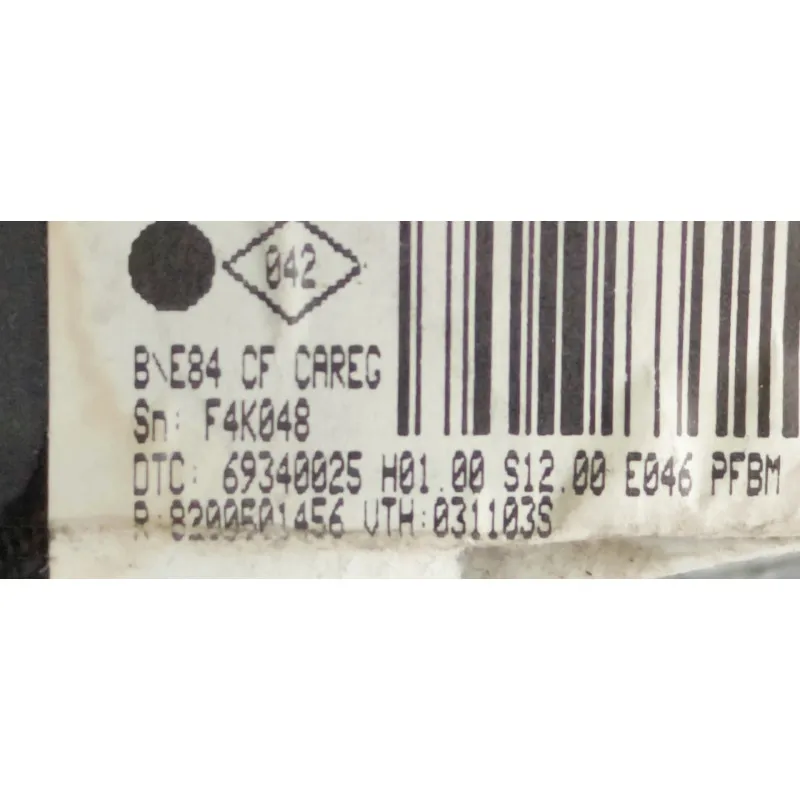 042
B\E84 CF CAREG
Sn: F4K048
DTC: 69340025 H01.00 S12.00 E046 PFBM
R:8200501456 VTH:031103S